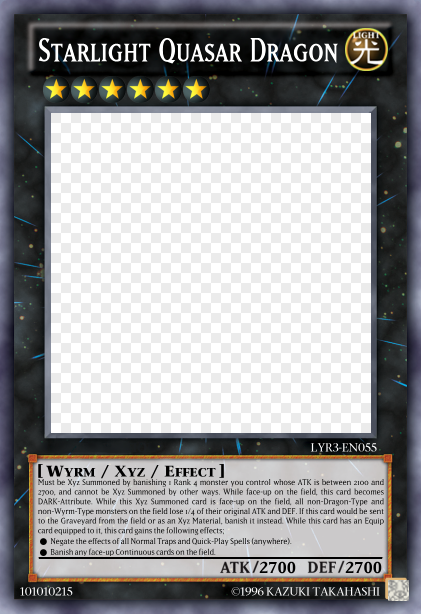 STARLIGHT QUASAR DRAGON
LIGHT
光
LYR3-EN055
[ WYRM / XYZ / EFFECT ]
Must be Xyz Summoned by banishing 1 Rank 4 monster you control whose ATK is between 2100 and
2700, and cannot be Xyz Summoned by other ways. While face-up on the field, this card becomes
DARK-Attribute. While this Xyz Summoned card is face-up on the field, all non-Dragon-Type and
non-Wyrm-Type monsters on the field lose 1/4 of their original ATK and DEF. If this card would be sent
to the Graveyard from the field or as an Xyz Material, banish it instead. While this card has an Equip
card equipped to it, this card gains the following effects;
● Negate the effects of all Normal Traps and Quick-Play Spells (anywhere).
● Banish any face-up Continuous cards on the field.
ATK/2700 DEF/2700
101010215
©1996 KAZUKI TAKAHASHI